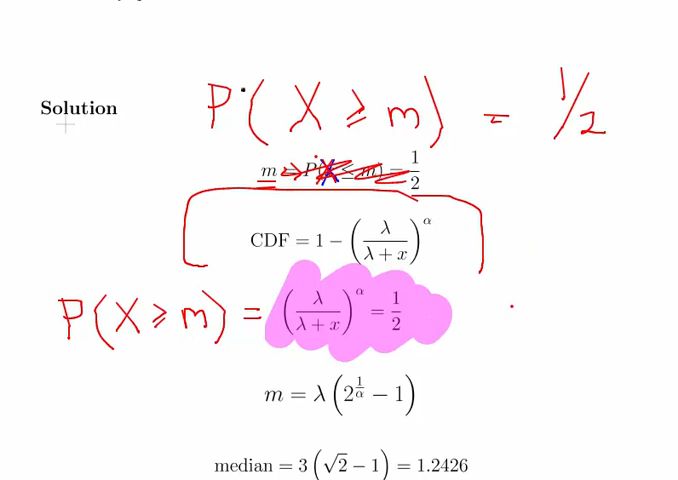 P(X ≥ m) = 1/2
Solution
m → P(X ≤ m) = 1/2
CDF = 1 − (λ/(λ + x))^α
P(X ≥ m) = (λ/(λ + x))^α = 1/2
m = λ(2^(1/α) − 1)
median = 3(√2 − 1) = 1.2426